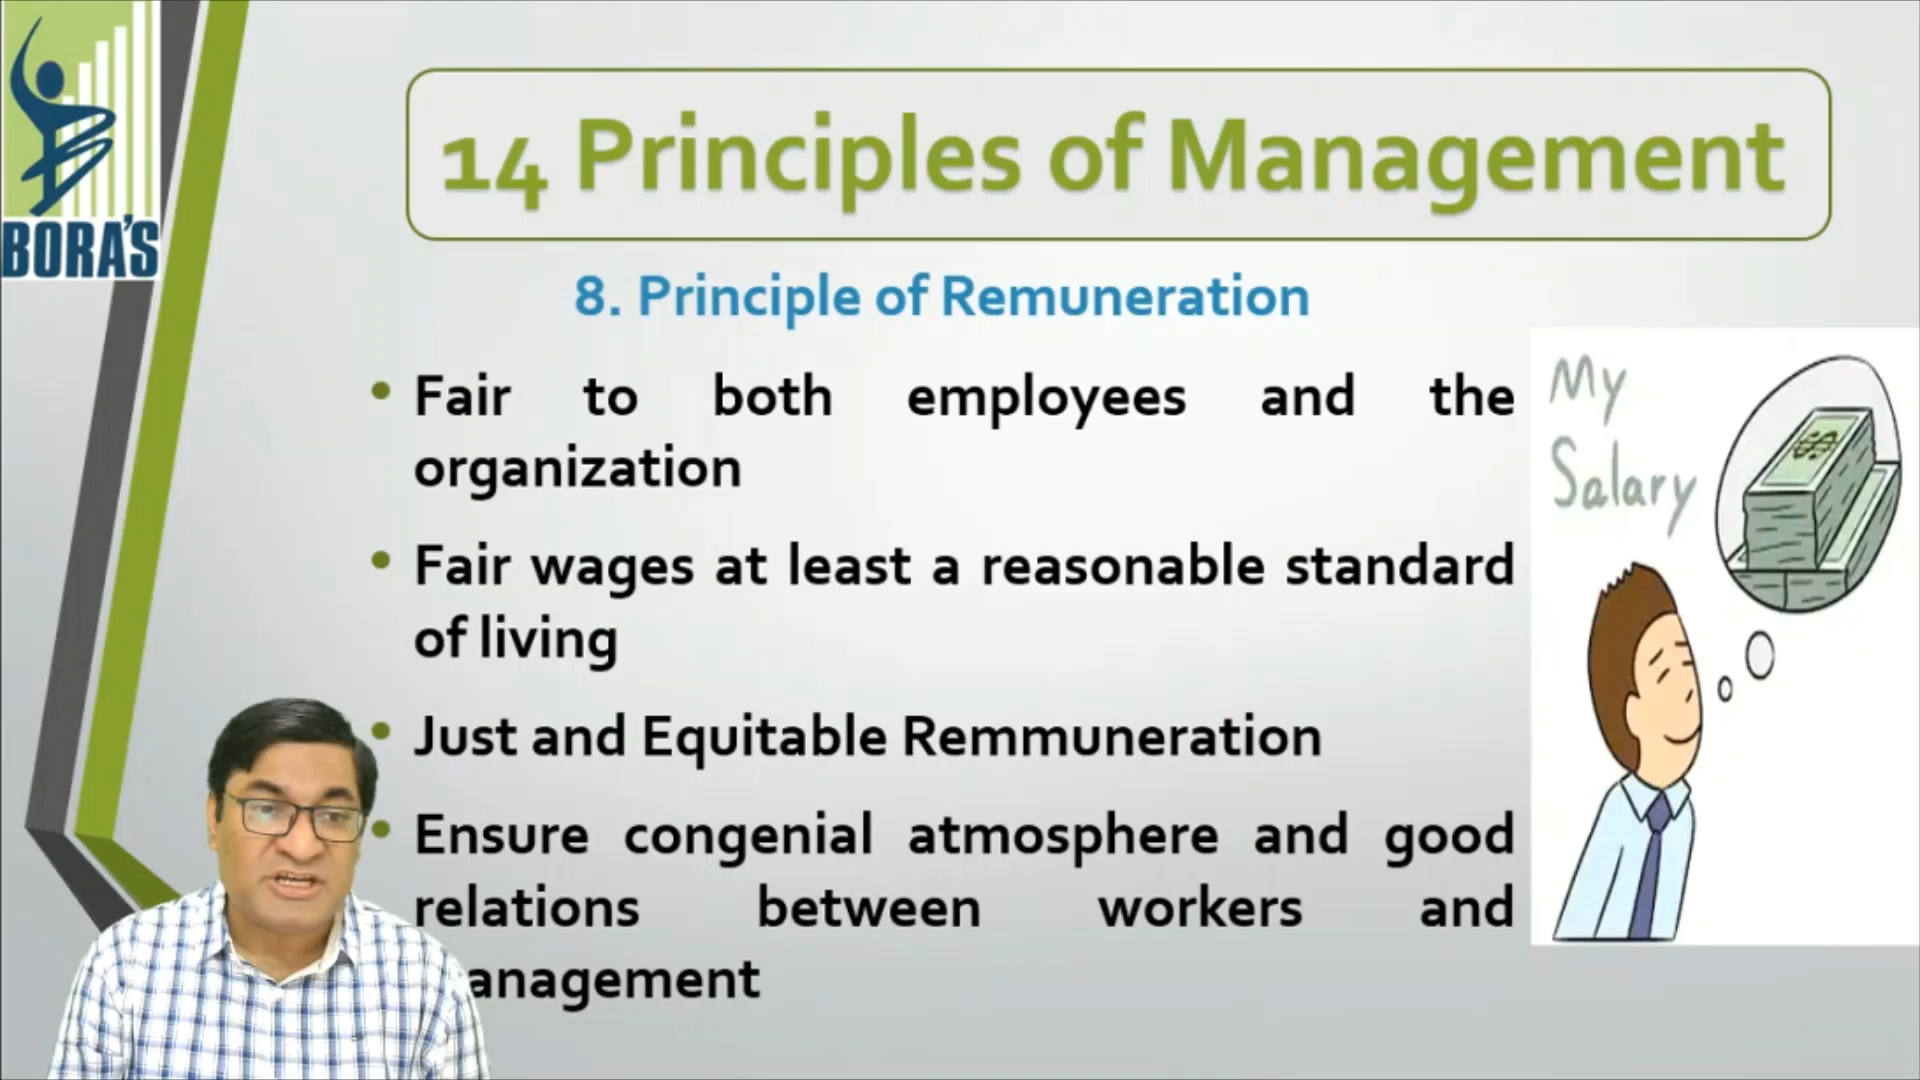 BORA'S
14 Principles of Management
8. Principle of Remuneration
• Fair to both employees and the
organization
• Fair wages at least a reasonable standard
of living
• Just and Equitable Remmuneration
• Ensure congenial atmosphere and good
relations between workers and
anagement
My
Salary
$